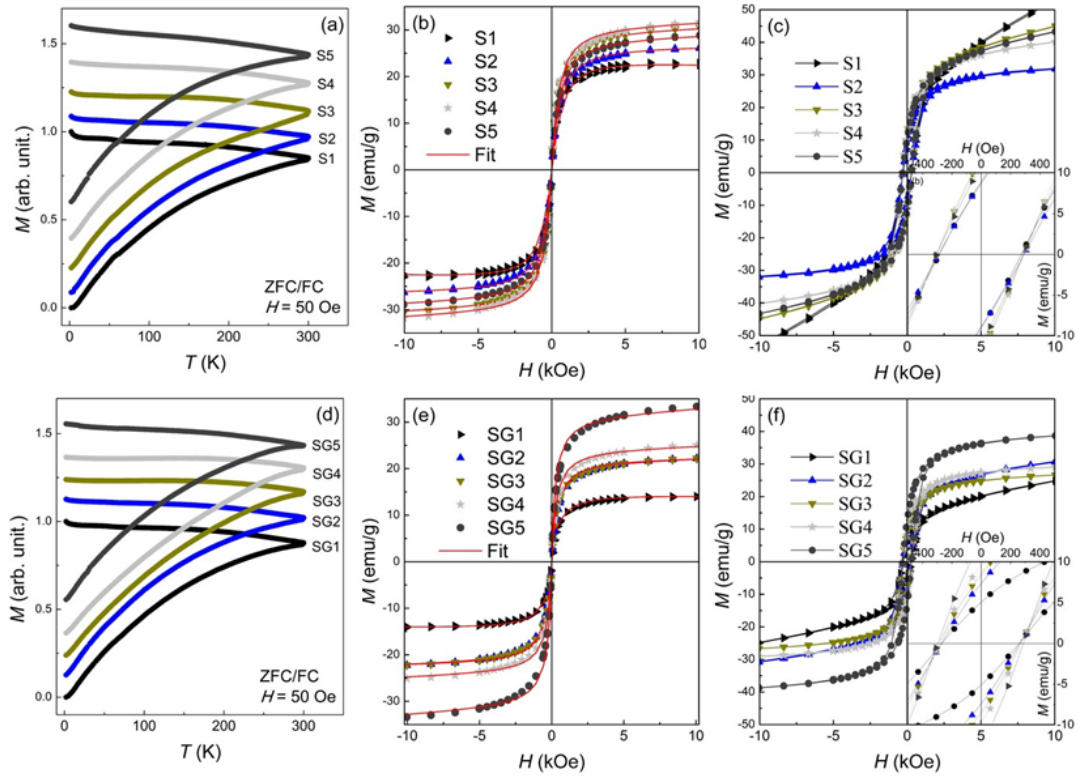 (a)
1.5
1.0
0.5
0.0
M (arb. unit.)
S5
S4
S3
S2
S1
ZFC/FC
H = 50 Oe
0 100 200 300
T (K)
(b)
30
20
10
0
-10
-20
-30
M (emu/g)
S1
S2
S3
S4
S5
Fit
-10 -5 0 5 10
H (kOe)
(c)
50
40
30
20
10
0
-10
-20
-30
-40
-50
M (emu/g)
S1
S2
S3
S4
S5
H (Oe)
-400 -200 0 200 400
(b)
10
5
0
-5
-10
M (emu/g)
-10 -5 0 5 10
H (kOe)
(d)
1.5
1.0
0.5
0.0
M (arb. unit.)
SG5
SG4
SG3
SG2
SG1
ZFC/FC
H = 50 Oe
0 100 200 300
T (K)
(e)
30
20
10
0
-10
-20
-30
M (emu/g)
SG1
SG2
SG3
SG4
SG5
Fit
-10 -5 0 5 10
H (kOe)
(f)
50
40
30
20
10
0
-10
-20
-30
-40
-50
M (emu/g)
SG1
SG2
SG3
SG4
SG5
H (Oe)
-400 -200 0 200 400
10
5
0
-5
-10
M (emu/g)
-10 -5 0 5 10
H (kOe)